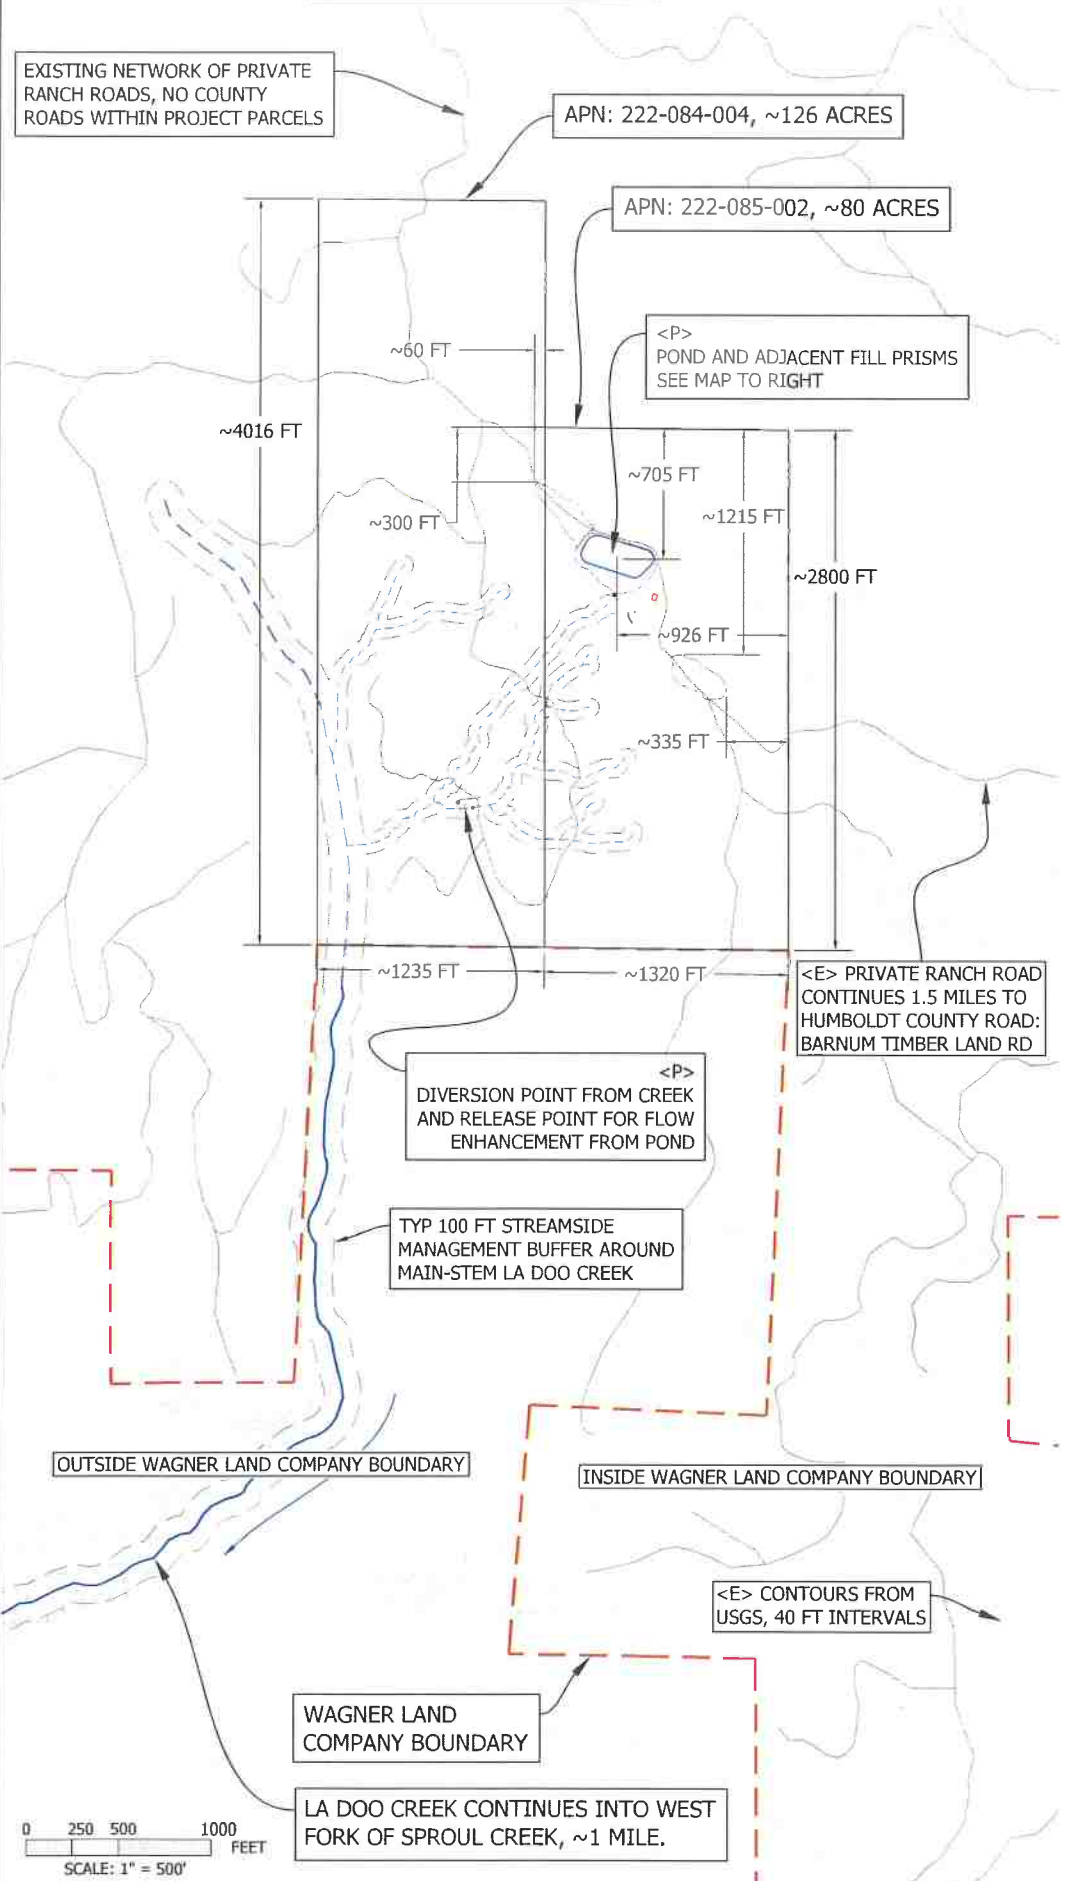 EXISTING NETWORK OF PRIVATE
RANCH ROADS, NO COUNTY
ROADS WITHIN PROJECT PARCELS
APN: 222-084-004, ~126 ACRES
APN: 222-085-002, ~80 ACRES
<P>
POND AND ADJACENT FILL PRISMS
SEE MAP TO RIGHT
~60 FT
~4016 FT
~705 FT
~300 FT
~1215 FT
~2800 FT
~926 FT
~335 FT
~1235 FT
~1320 FT
<E> PRIVATE RANCH ROAD
CONTINUES 1.5 MILES TO
HUMBOLDT COUNTY ROAD:
BARNUM TIMBER LAND RD
<P>
DIVERSION POINT FROM CREEK
AND RELEASE POINT FOR FLOW
ENHANCEMENT FROM POND
TYP 100 FT STREAMSIDE
MANAGEMENT BUFFER AROUND
MAIN-STEM LA DOO CREEK
OUTSIDE WAGNER LAND COMPANY BOUNDARY
INSIDE WAGNER LAND COMPANY BOUNDARY
<E> CONTOURS FROM
USGS, 40 FT INTERVALS
WAGNER LAND
COMPANY BOUNDARY
LA DOO CREEK CONTINUES INTO WEST
FORK OF SPROUL CREEK, ~1 MILE.
0 250 500 1000
FEET
SCALE: 1" = 500'